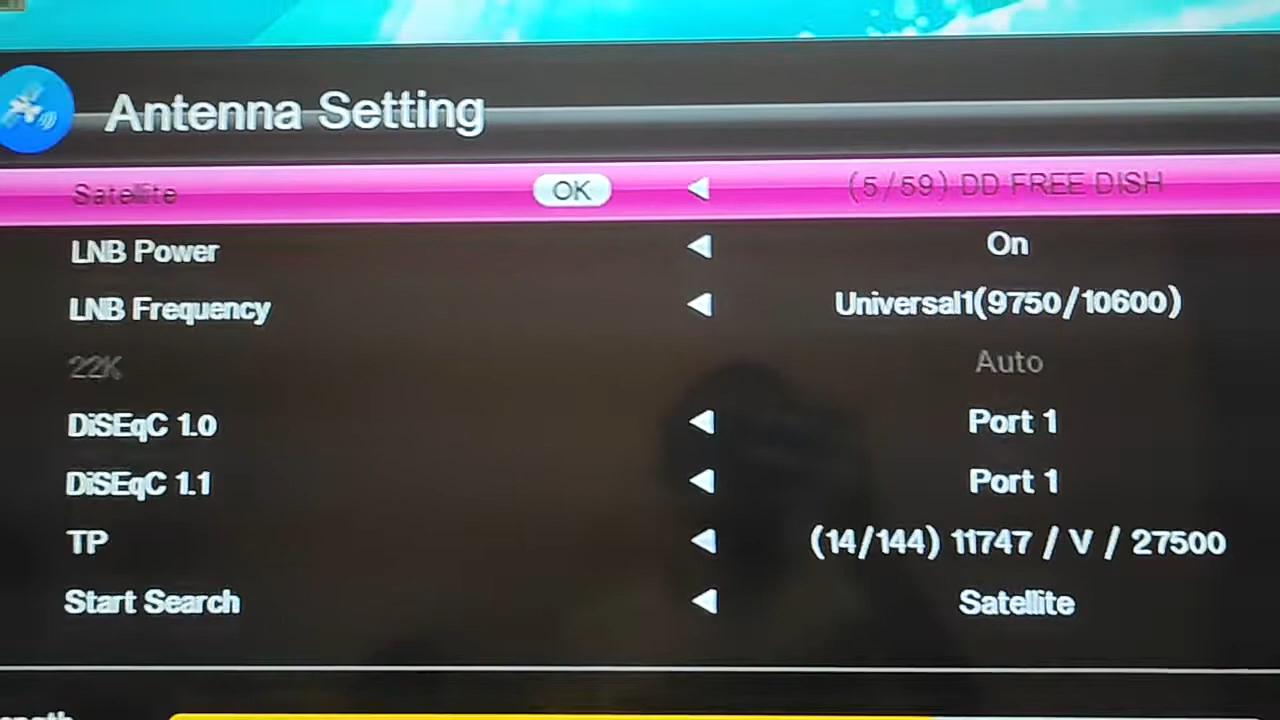 Antenna Setting
Satellite OK (5/59) DD FREE DISH
LNB Power On
LNB Frequency Universal1(9750/10600)
22K Auto
DiSEqC 1.0 Port 1
DiSEqC 1.1 Port 1
TP (14/144) 11747 / V / 27500
Start Search Satellite